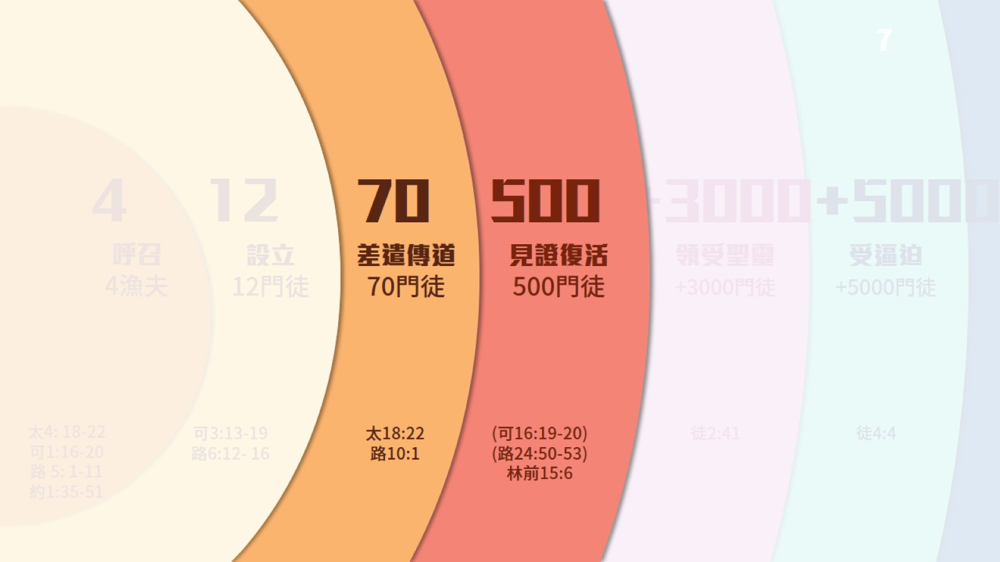 7
4
呼召
4漁夫
太4: 18-22
可1:16-20
路 5: 1-11
約1:35-51
12
設立
12門徒
可3:13-19
路6:12- 16
70
差遣傳道
70門徒
太18:22
路10:1
500
見證復活
500門徒
(可16:19-20)
(路24:50-53)
林前15:6
+3000
領受聖靈
+3000門徒
徒2:41
+5000
受逼迫
+5000門徒
徒4:4